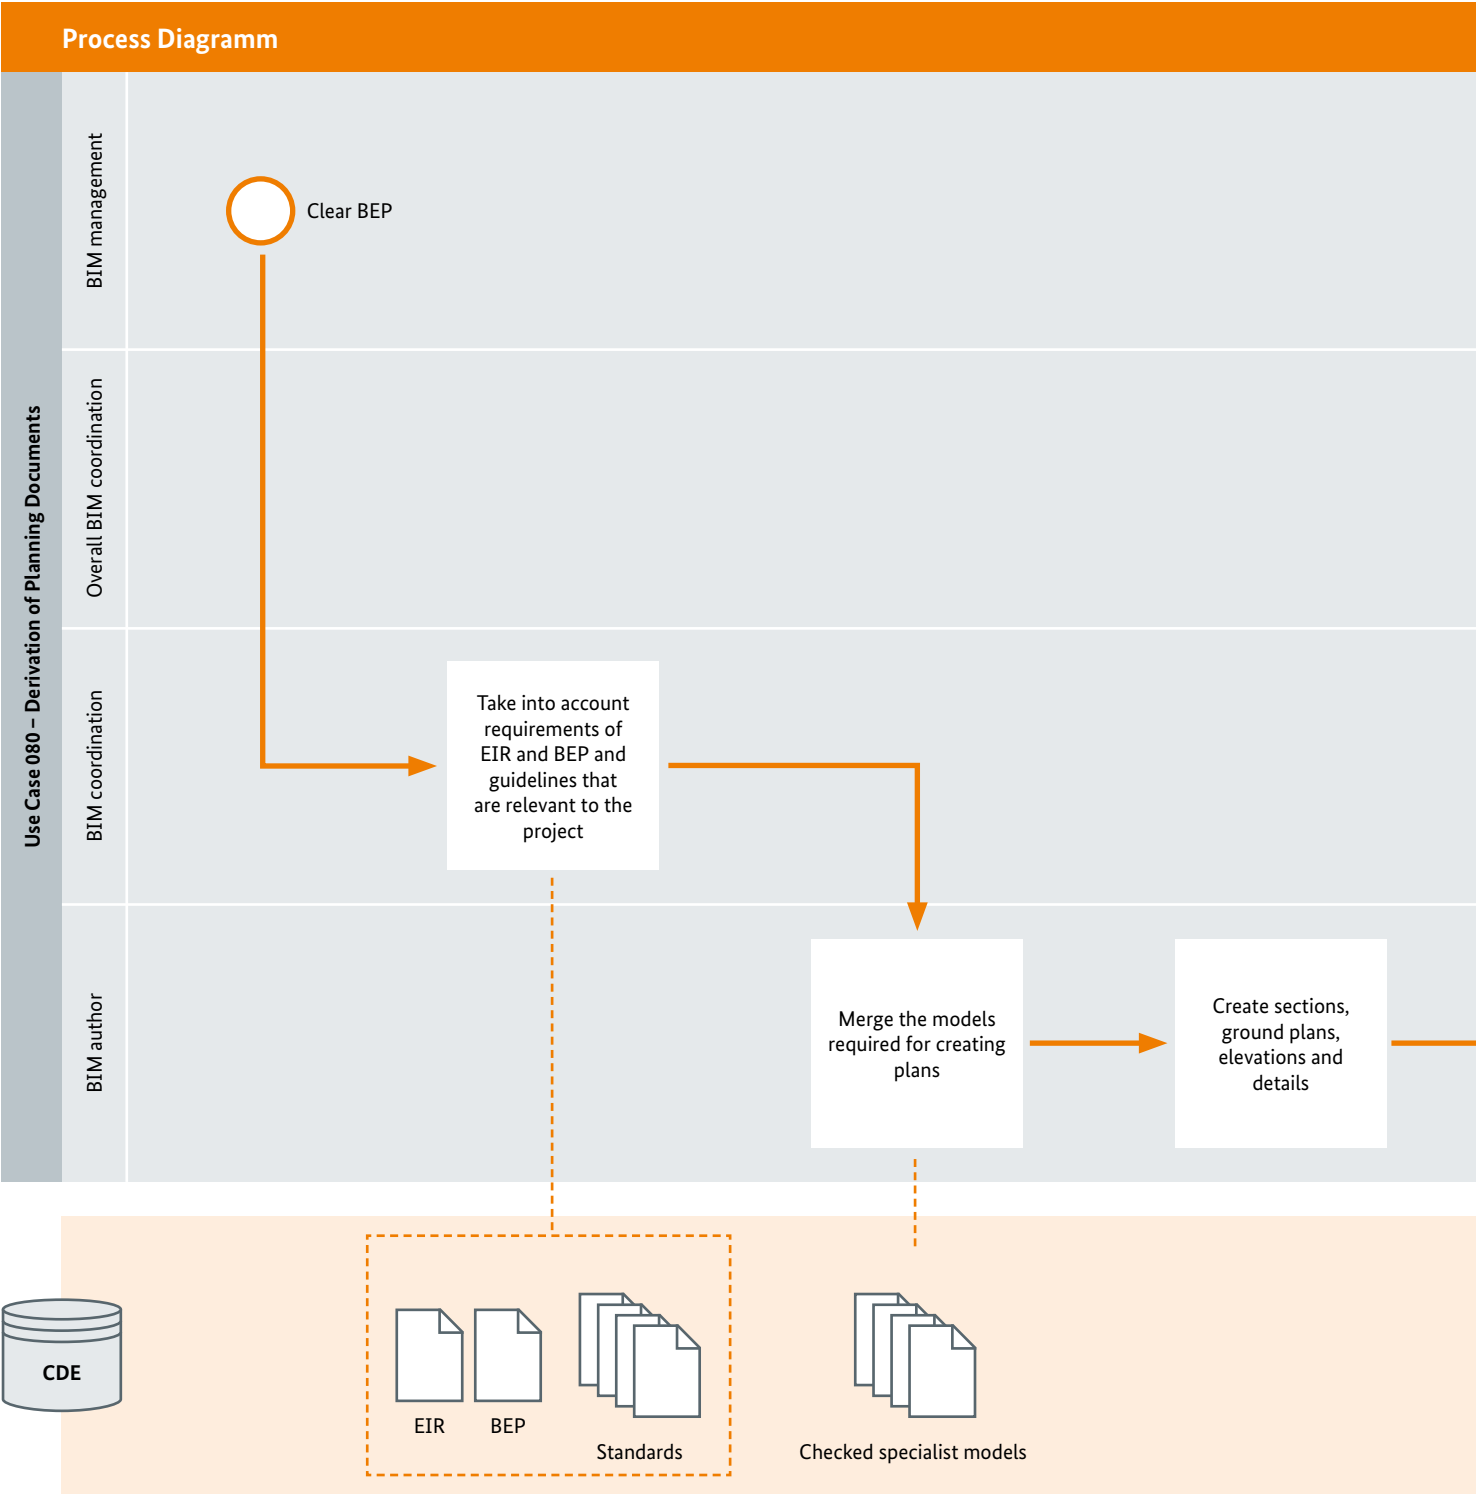 Process Diagramm
Use Case 080 – Derivation of Planning Documents
BIM management
Clear BEP
Overall BIM coordination
BIM coordination
Take into account
requirements of
EIR and BEP and
guidelines that
are relevant to the
project
BIM author
Merge the models
required for creating
plans
Create sections,
ground plans,
elevations and
details
CDE
EIR
BEP
Standards
Checked specialist models